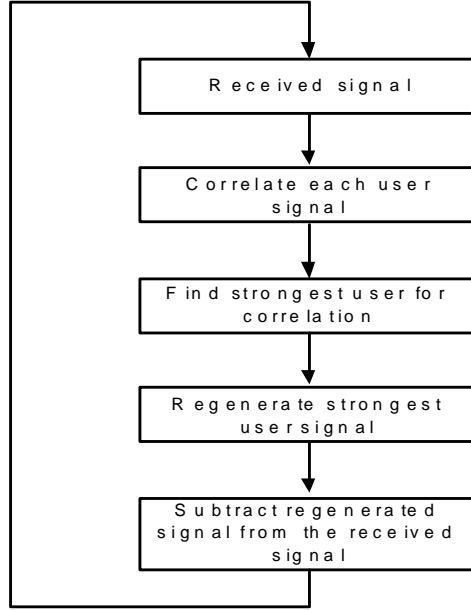 Received signal
Correlate each user
signal
Find strongest user for
correlation
Regenerate strongest
user signal
Subtract regenerated
signal from the received
signal